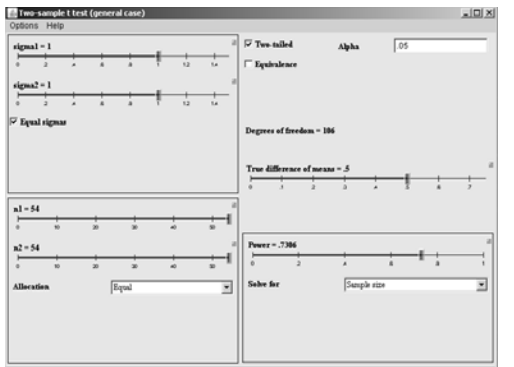 Two-sample t test (general case)
Options Help
sigma1 = 1
0 .2 .4 .6 .8 1 1.2 1.4
sigma2 = 1
0 .2 .4 .6 .8 1 1.2 1.4
Equal sigmas
Two-tailed Alpha .05
Equivalence
Degrees of freedom = 106
True difference of means = .5
0 .1 .2 .3 .4 .5 .6 .7
n1 = 54
0 10 20 30 40 50
n2 = 54
0 10 20 30 40 50
Allocation Equal
Power = .7306
0 .2 .4 .6 .8 1
Solve for Sample size